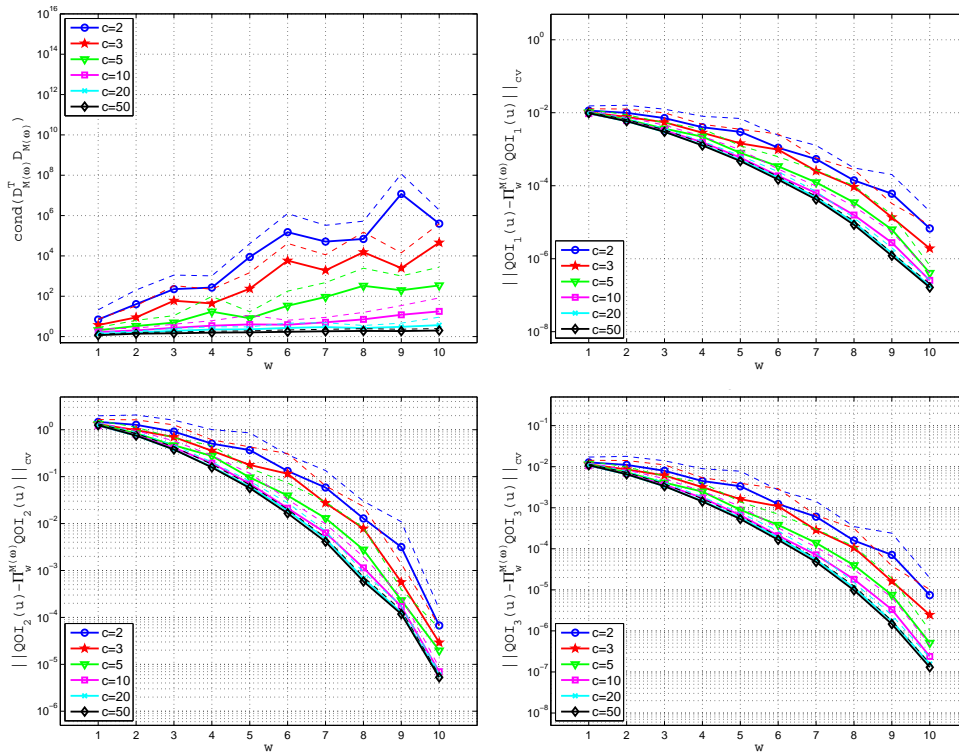 cond(D^T_{M(ω)} D_{M(ω)})
10^16
10^14
10^12
10^10
10^8
10^6
10^4
10^2
10^0
c=2
c=3
c=5
c=10
c=20
c=50
1 2 3 4 5 6 7 8 9 10
w
||QOI_1(u)-Π_w^{M(ω)}QOI_1(u)||_cv
10^0
10^-2
10^-4
10^-6
10^-8
c=2
c=3
c=5
c=10
c=20
c=50
1 2 3 4 5 6 7 8 9 10
w
||QOI_2(u)-Π^{M(ω)}QOI_2(u)||_cv
10^0
10^-1
10^-2
10^-3
10^-4
10^-5
10^-6
c=2
c=3
c=5
c=10
c=20
c=50
1 2 3 4 5 6 7 8 9 10
w
||QOI_3(u)-Π_w^{M(ω)}QOI_3(u)||_cv
10^-1
10^-2
10^-3
10^-4
10^-5
10^-6
10^-7
10^-8
c=2
c=3
c=5
c=10
c=20
c=50
1 2 3 4 5 6 7 8 9 10
w